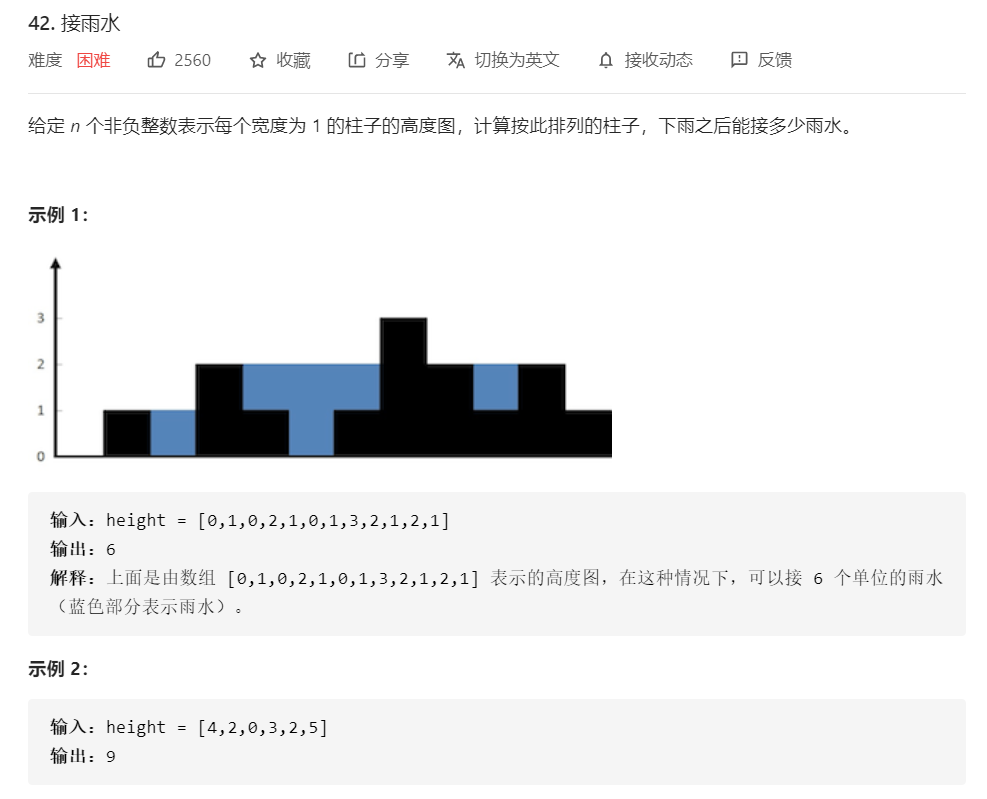 42. 接雨水
难度 困难 2560 收藏 分享 切换为英文 接收动态 反馈
给定 n 个非负整数表示每个宽度为 1 的柱子的高度图，计算按此排列的柱子，下雨之后能接多少雨水。
示例 1：
3
2
1
0
输入：height = [0,1,0,2,1,0,1,3,2,1,2,1]
输出：6
解释：上面是由数组 [0,1,0,2,1,0,1,3,2,1,2,1] 表示的高度图，在这种情况下，可以接 6 个单位的雨水
（蓝色部分表示雨水）。
示例 2：
输入：height = [4,2,0,3,2,5]
输出：9